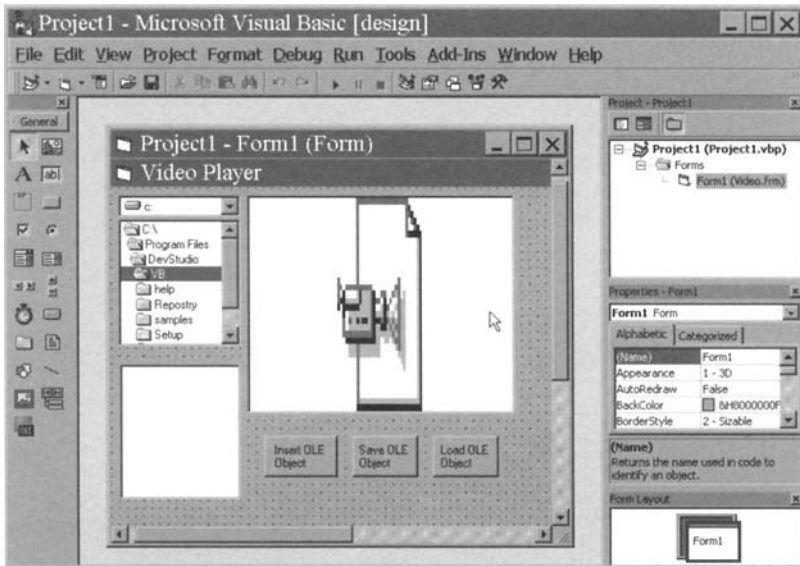 Project1 - Microsoft Visual Basic [design]
File Edit View Project Format Debug Run Tools Add-Ins Window Help
General
A
ab|
Project1 - Form1 (Form)
Video Player
c:
C:\
Program Files
DevStudio
VB
help
Repostry
samples
Setup
Insert OLE
Object
Save OLE
Object
Load OLE
Object
Project - Project1
Project1 (Project1.vbp)
Forms
Form1 (Video.frm)
Properties - Form1
Form1 Form
Alphabetic Categorized
(Name) Form1
Appearance 1 - 3D
AutoRedraw False
BackColor &H8000000F
BorderStyle 2 - Sizable
(Name)
Returns the name used in code to
identify an object.
Form Layout
Form1